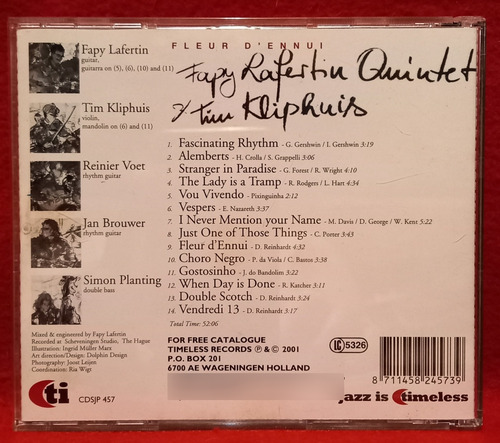 FLEUR D'ENNUI
Fapy Lafertin Quintet
& Tim Kliphuis
Fapy Lafertin
guitar,
guitarra on (5), (6), (10) and (11)
Tim Kliphuis
violin,
mandolin on (6) and (11)
Reinier Voet
rhythm guitar
Jan Brouwer
rhythm guitar
Simon Planting
double bass
1. Fascinating Rhythm - G. Gershwin / I. Gershwin 3:19
2. Alemberts - H. Crolla / S. Grappelli 3:06
3. Stranger in Paradise - G. Forest / R. Wright 4:10
4. The Lady is a Tramp - R. Rodgers / L. Hart 4:34
5. Vou Vivendo - Pixinguinha 2:12
6. Vespers - E. Nazareth 3:37
7. I Never Mention your Name - M. Davis / D. George / W. Kent 5:22
8. Just One of Those Things - C. Porter 3:43
9. Fleur d'Ennui - D. Reinhardt 4:32
10. Choro Negro - P. da Viola / C. Bastos 3:38
11. Gostosinho - J. do Bandolim 3:22
12. When Day is Done - R. Katcher 3:11
13. Double Scotch - D. Reinhardt 3:24
14. Vendredi 13 - D. Reinhardt 3:17
Total Time: 52:06
Mixed & engineered by Fapy Lafertin
Recorded at Scheveningen Studio, The Hague
Illustration: Ingrid Müller Marx
Art direction/Design: Dolphin Design
Photography: Joost Leijen
Coordination: Ria Wigt
FOR FREE CATALOGUE
TIMELESS RECORDS ℗ & © 2001
P.O. BOX 201
6700 AE WAGENINGEN HOLLAND
LC 5326
8 711458 245739
cti
CDSJP 457
jazz is timeless